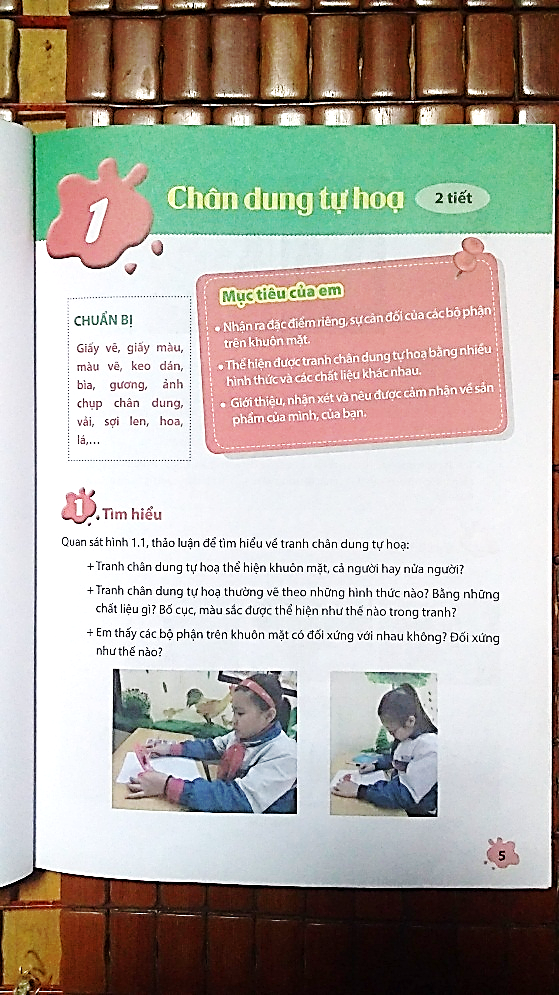 1
Chân dung tự hoạ
2 tiết
CHUẨN BỊ
Giấy vẽ, giấy màu,
màu vẽ, keo dán,
bìa, gương, ảnh
chụp chân dung,
vải, sợi len, hoa,
lá,...
Mục tiêu của em
• Nhận ra đặc điểm riêng, sự cân đối của các bộ phận
trên khuôn mặt.
• Thể hiện được tranh chân dung tự hoạ bằng nhiều
hình thức và các chất liệu khác nhau.
• Giới thiệu, nhận xét và nêu được cảm nhận về sản
phẩm của mình, của bạn.
1 Tìm hiểu
Quan sát hình 1.1, thảo luận để tìm hiểu về tranh chân dung tự hoạ:
+ Tranh chân dung tự hoạ thể hiện khuôn mặt, cả người hay nửa người?
+ Tranh chân dung tự hoạ thường vẽ theo những hình thức nào? Bằng những
chất liệu gì? Bố cục, màu sắc được thể hiện như thế nào trong tranh?
+ Em thấy các bộ phận trên khuôn mặt có đối xứng với nhau không? Đối xứng
như thế nào?
5